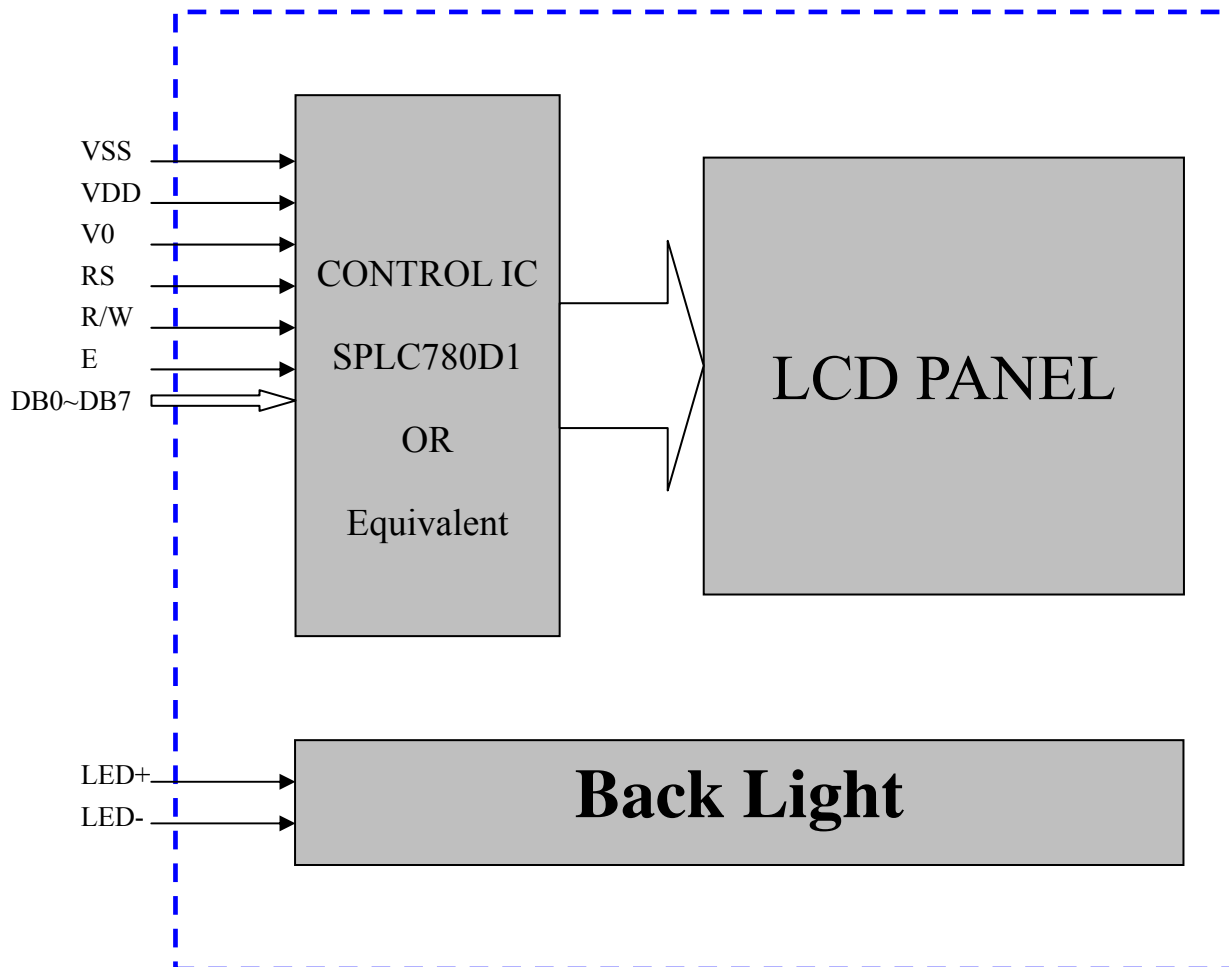 VSS
VDD
V0
RS
R/W
E
DB0~DB7
CONTROL IC
SPLC780D1
OR
Equivalent
LCD PANEL
LED+
LED-
Back Light